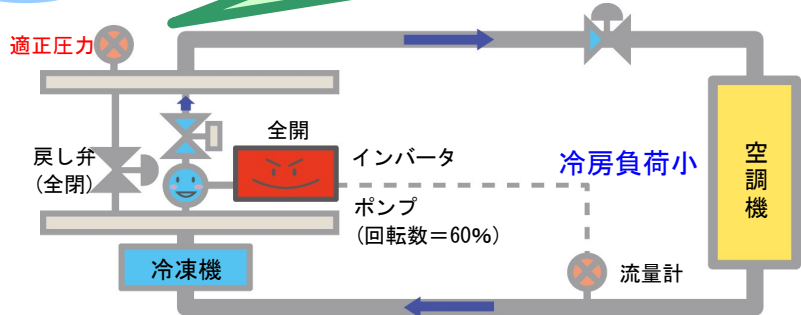 適正圧力
全開
戻し弁
(全閉)
インバータ
冷房負荷小
空調機
ポンプ
(回転数＝60%)
冷凍機
流量計